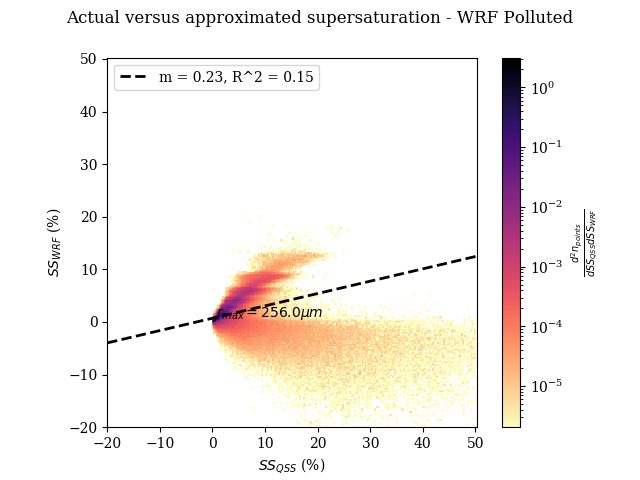 Actual versus approximated supersaturation - WRF Polluted
m = 0.23, R^2 = 0.15
50
40
30
20
10
0
−10
−20
SS_WRF (%)
max = 256.0μm
−20 −10 0 10 20 30 40 50
SS_QSS (%)
10^0
10^−1
10^−2
10^−3
10^−4
10^−5
d²n_points
dSS_QSS dSS_WRF